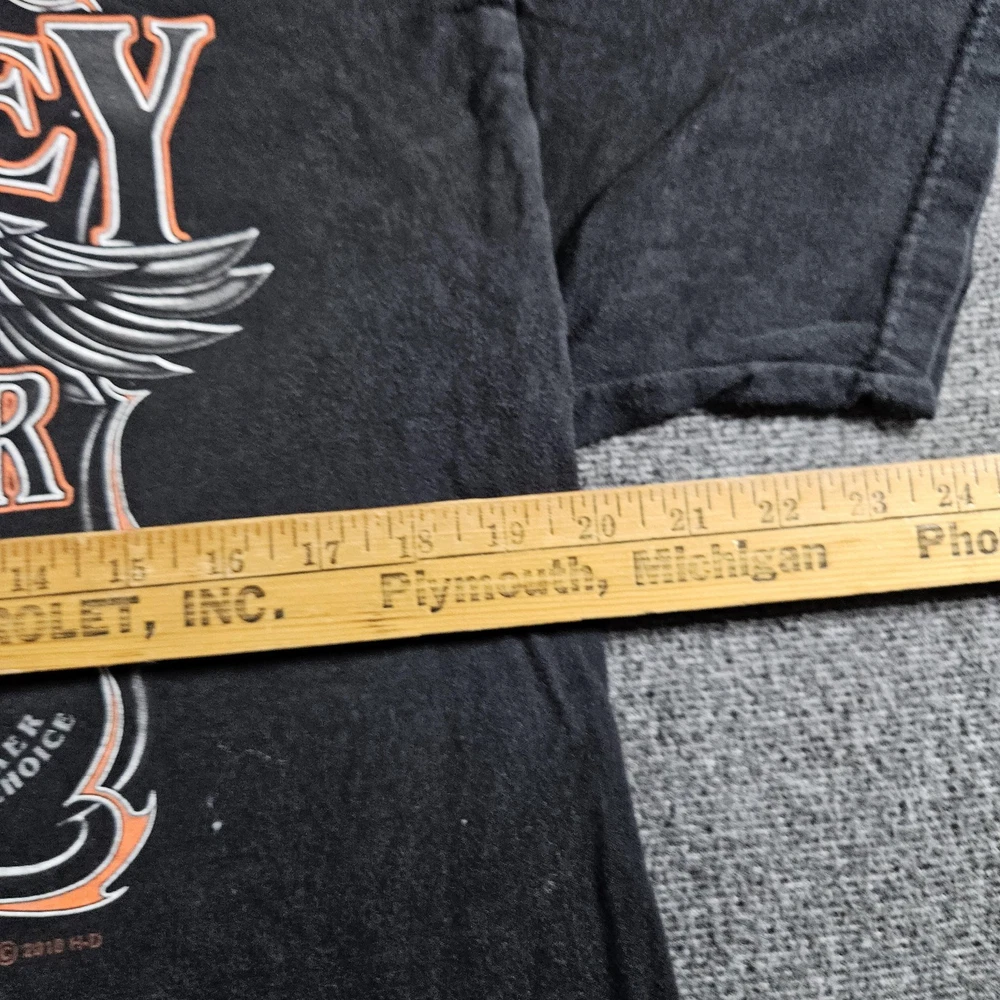 EY
R
14 15 16 17 18 19 20 21 22 23 24
ROLET, INC. Plymouth, Michigan Pho
ER
HOICE
© 2010 H-D